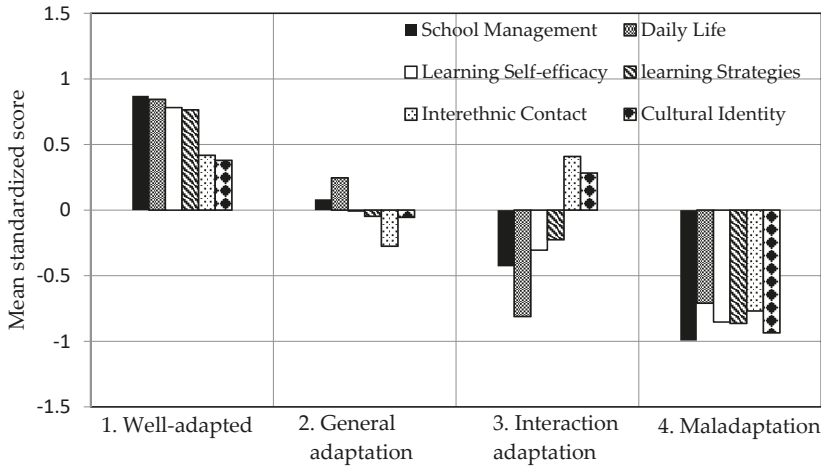 1.5
1
0.5
0
-0.5
-1
-1.5
Mean standardized score
School Management
Daily Life
Learning Self-efficacy
learning Strategies
Interethnic Contact
Cultural Identity
1. Well-adapted
2. General
adaptation
3. Interaction
adaptation
4. Maladaptation